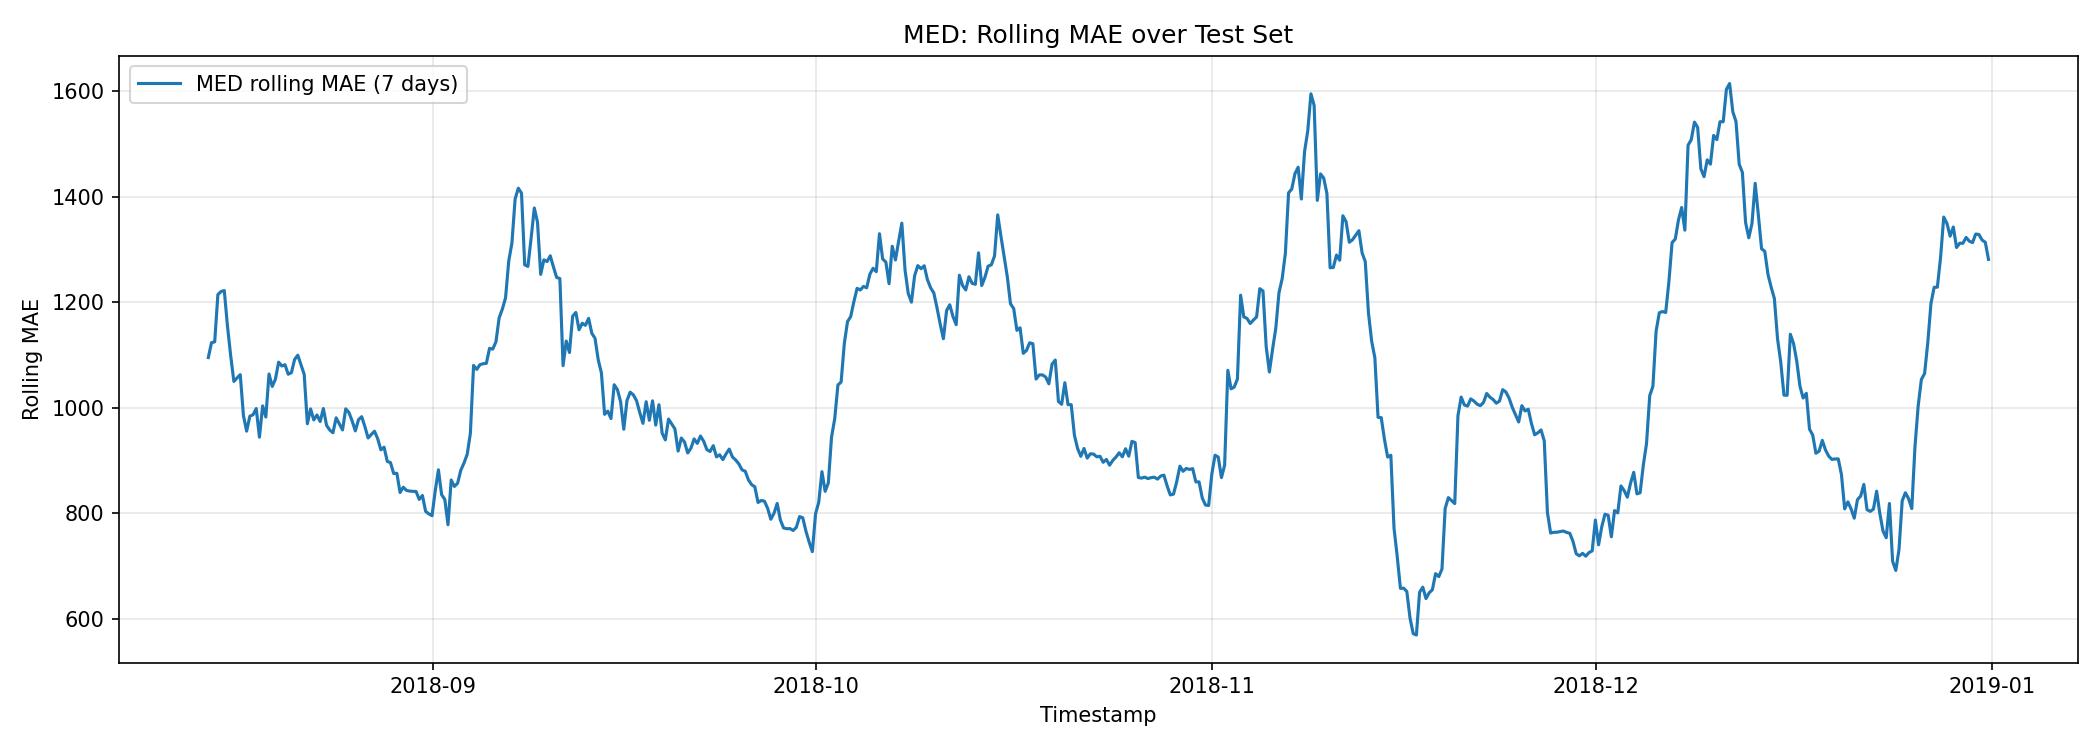 MED: Rolling MAE over Test Set
MED rolling MAE (7 days)
1600
1400
1200
1000
800
600
Rolling MAE
2018-09
2018-10
2018-11
2018-12
2019-01
Timestamp